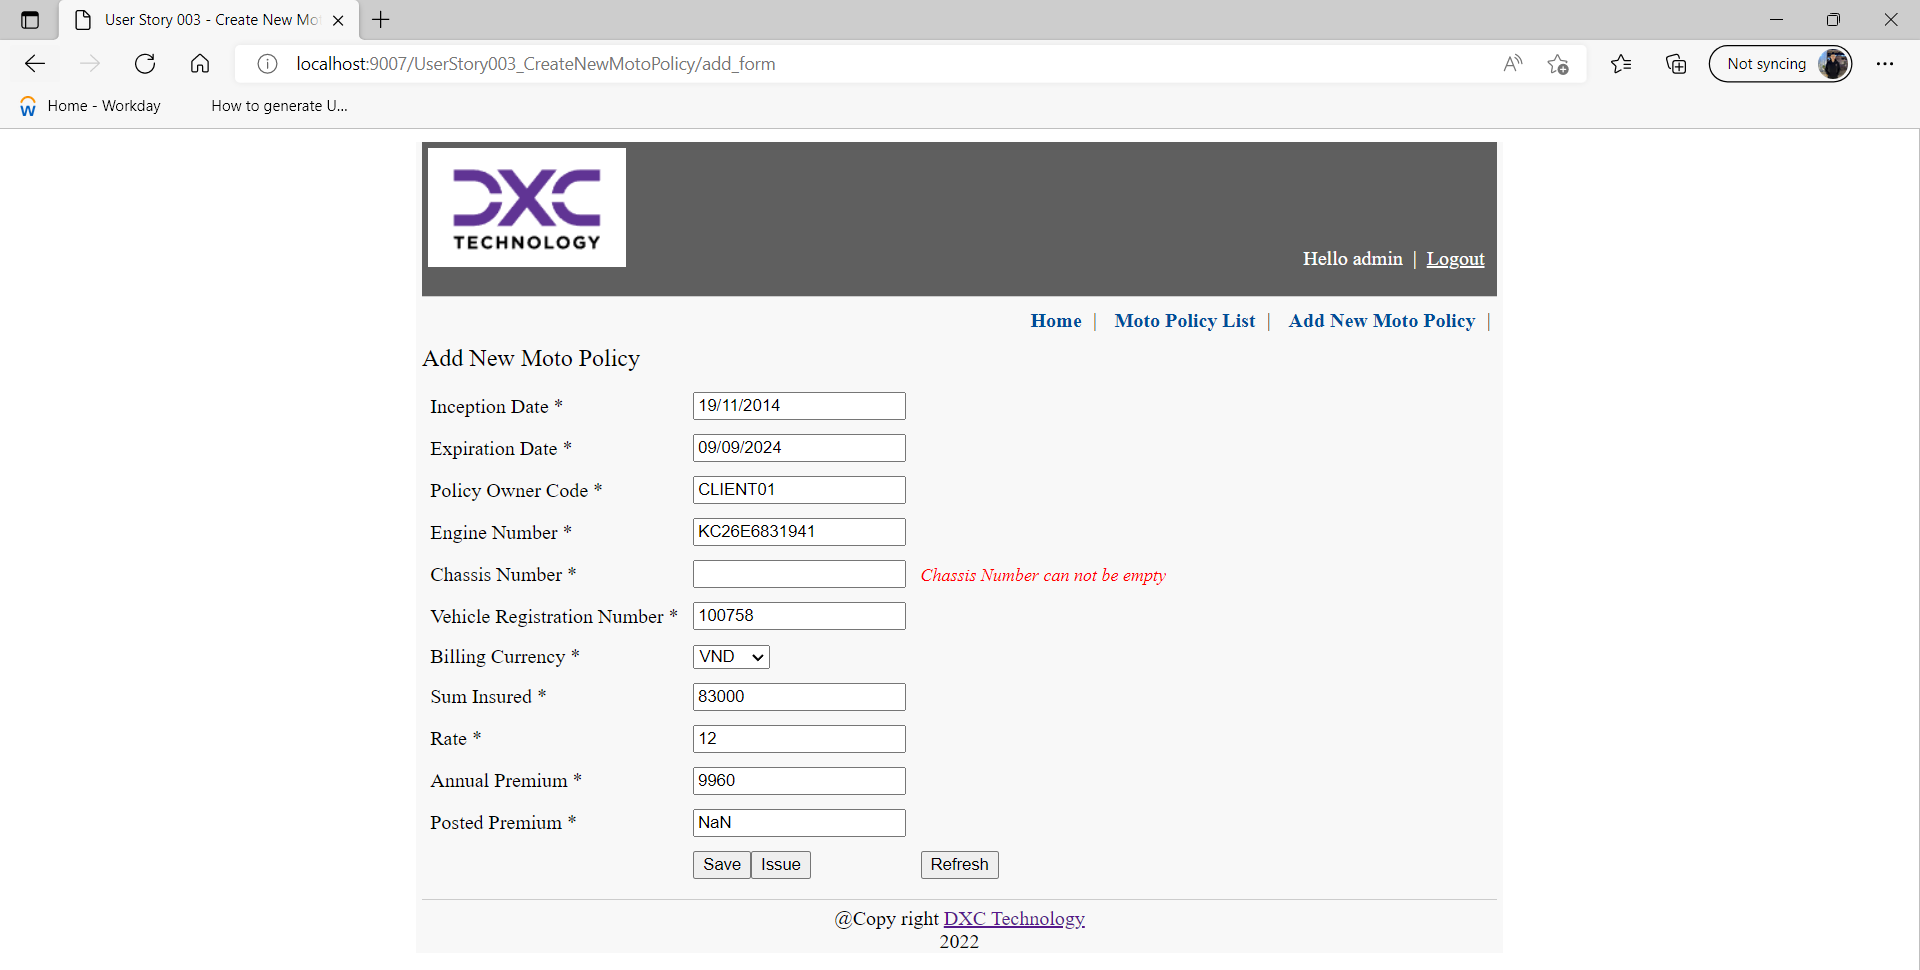 User Story 003 - Create New Mo
localhost:9007/UserStory003_CreateNewMotoPolicy/add_form
Not syncing
Home - Workday
How to generate U...
DXC
TECHNOLOGY
Hello admin | Logout
Home | Moto Policy List | Add New Moto Policy |
Add New Moto Policy
Inception Date * 19/11/2014
Expiration Date * 09/09/2024
Policy Owner Code * CLIENT01
Engine Number * KC26E6831941
Chassis Number * Chassis Number can not be empty
Vehicle Registration Number * 100758
Billing Currency * VND
Sum Insured * 83000
Rate * 12
Annual Premium * 9960
Posted Premium * NaN
Save Issue Refresh
@Copy right DXC Technology
2022